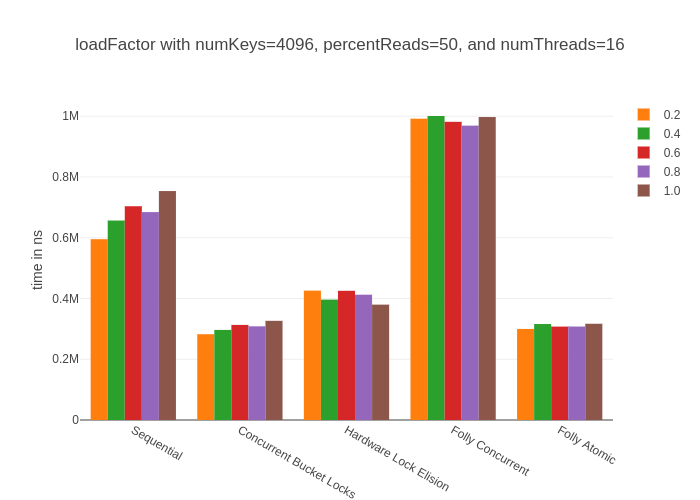 loadFactor with numKeys=4096, percentReads=50, and numThreads=16
1M
0.8M
0.6M
0.4M
0.2M
0
time in ns
Sequential
Concurrent Bucket Locks
Hardware Lock Elision
Folly Concurrent
Folly Atomic
0.2
0.4
0.6
0.8
1.0